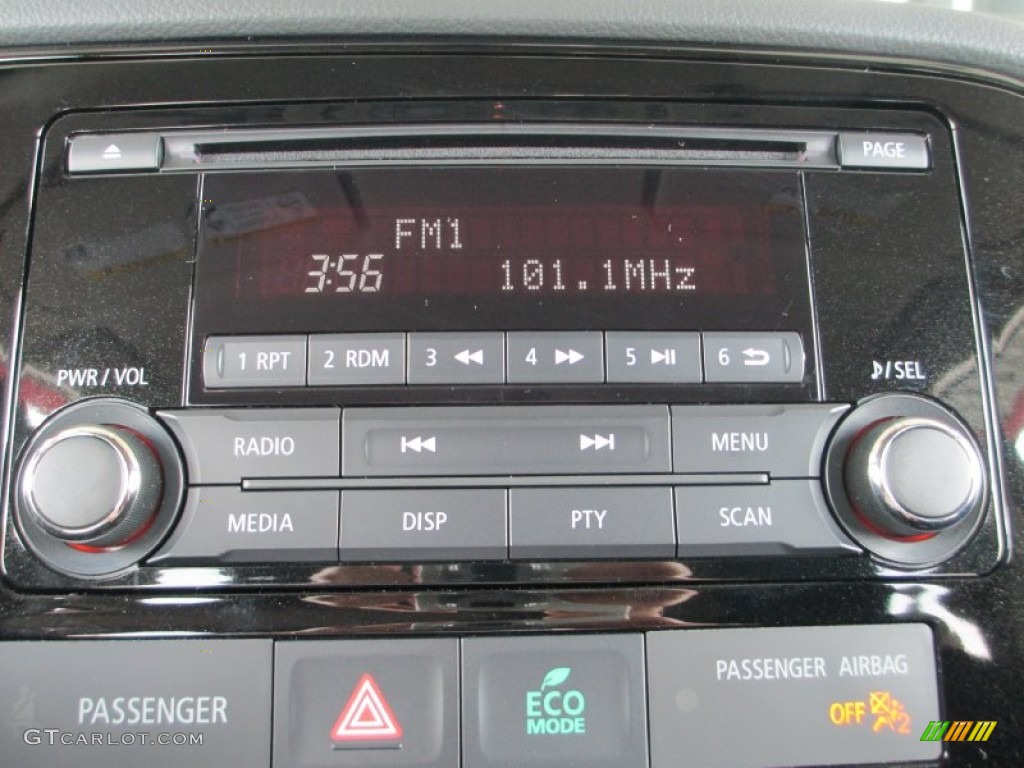 PAGE
FM1
3:56 101.1MHz
1 RPT 2 RDM 3 4 5 6
PWR / VOL
/ SEL
RADIO MENU
MEDIA DISP PTY SCAN
PASSENGER AIRBAG
PASSENGER
ECO
MODE
OFF 2
GTCARLOT.COM